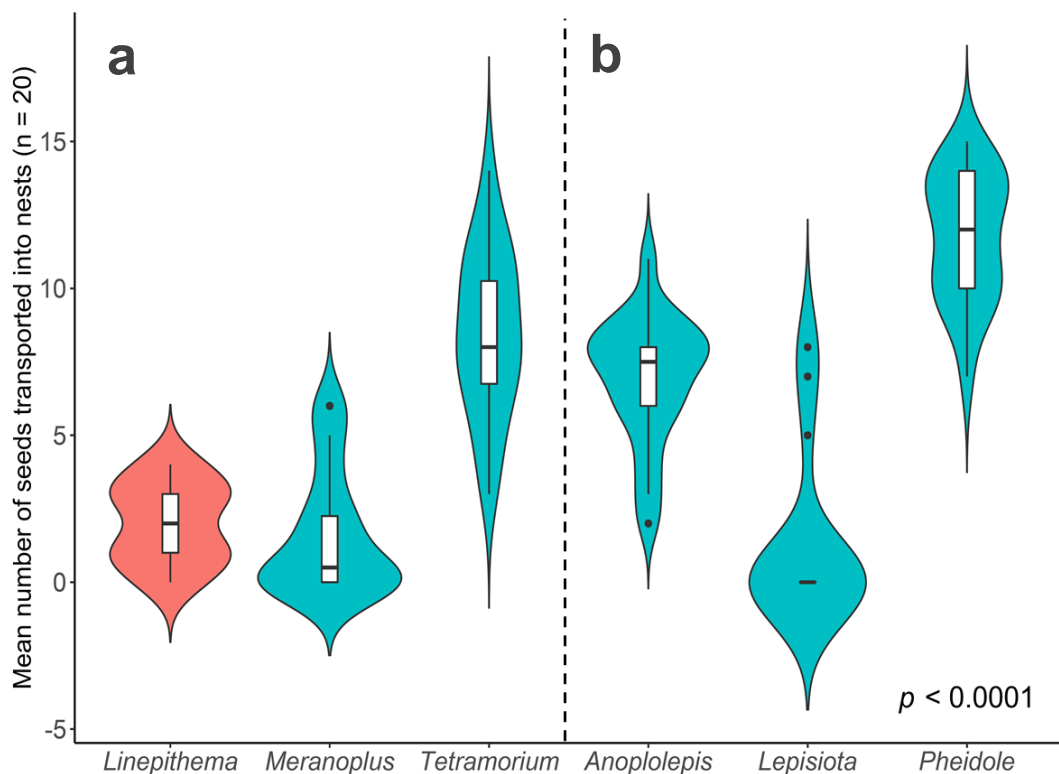 Mean number of seeds transported into nests (n = 20)
a
b
15
10
5
0
-5
p < 0.0001
Linepithema Meranoplus Tetramorium Anoplolepis Lepisiota Pheidole